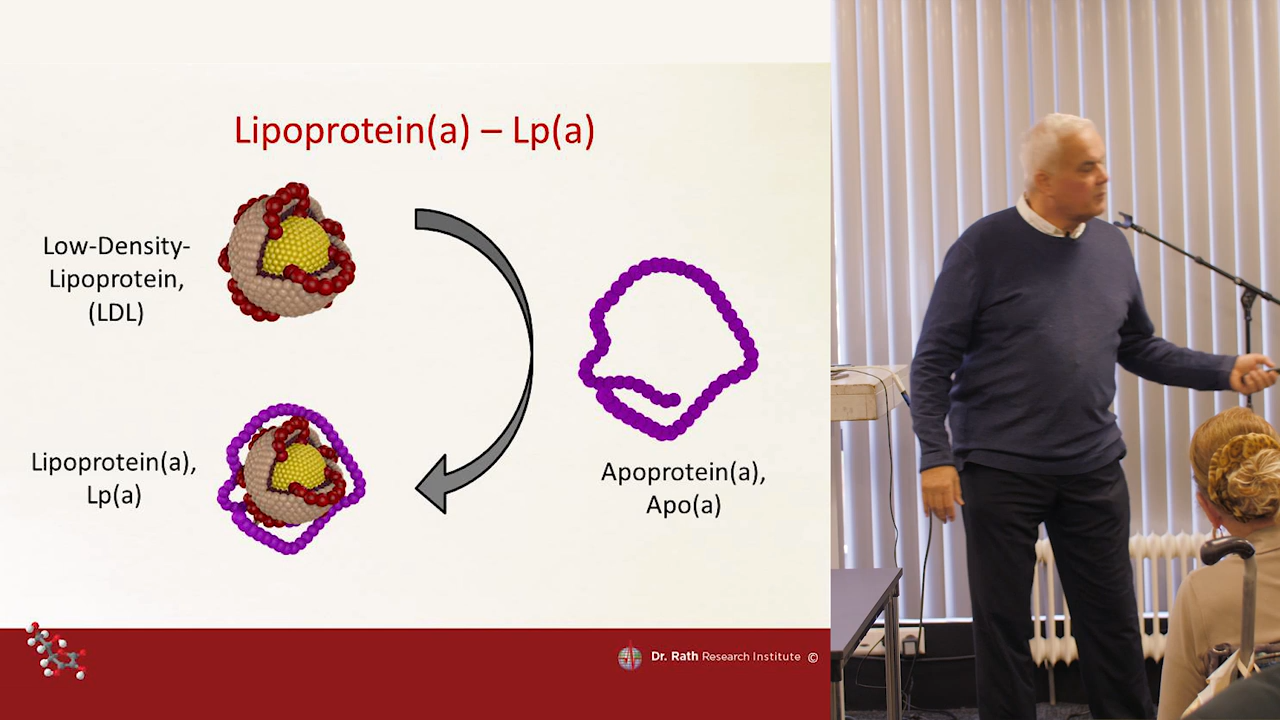 Lipoprotein(a) – Lp(a)
Low-Density-
Lipoprotein,
(LDL)
Lipoprotein(a),
Lp(a)
Apoprotein(a),
Apo(a)
Dr. Rath Research Institute ©